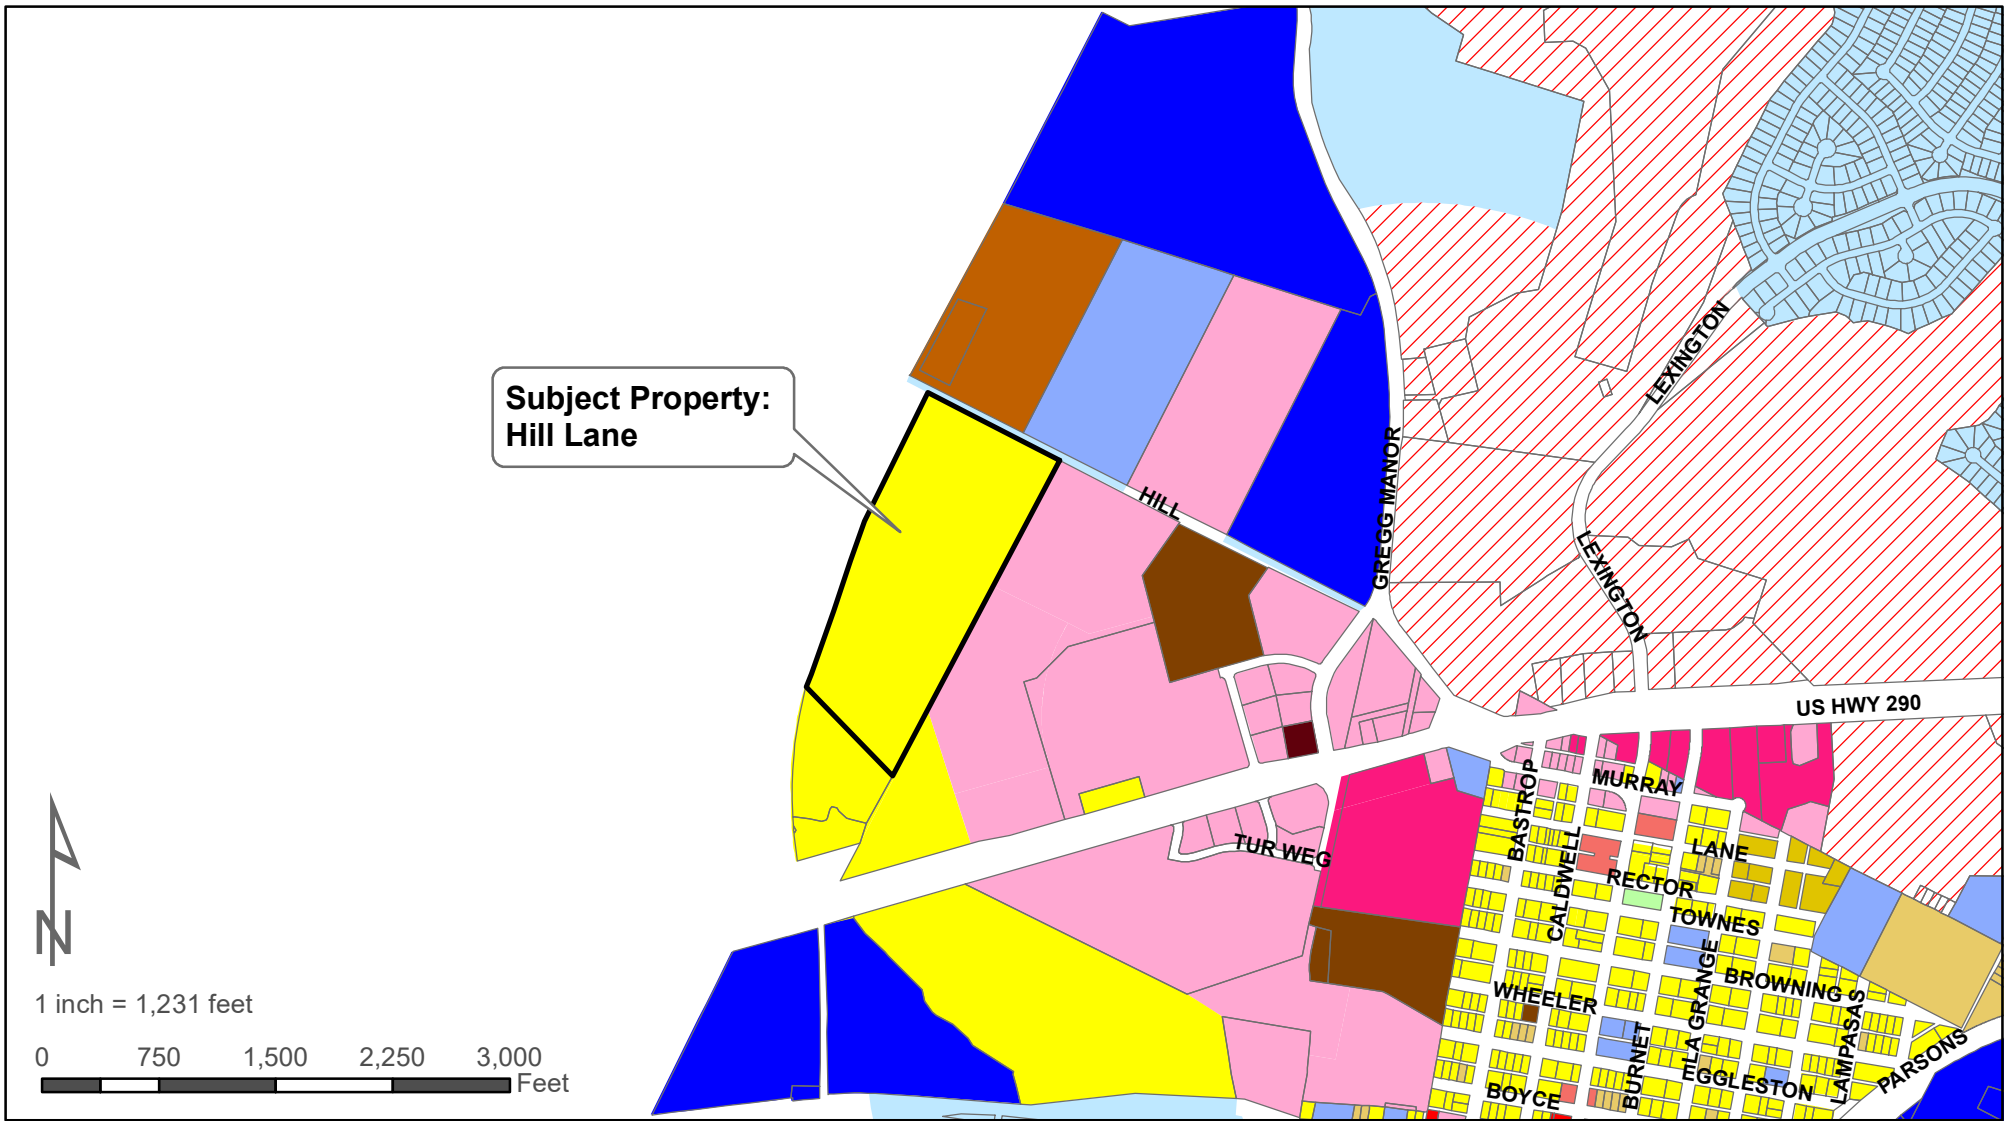 Subject Property:
Hill Lane
HILL
GREGG MANOR
LEXINGTON
LEXINGTON
US HWY 290
MURRAY
BASTROP
CALDWELL
LANE
TUR WEG
RECTOR
TOWNES
LA GRANGE
BROWNING
WHEELER
LAMPASAS
BURNET
PARSONS
EGGLESTON
BOYCE
N
1 inch = 1,231 feet
0 750 1,500 2,250 3,000
Feet